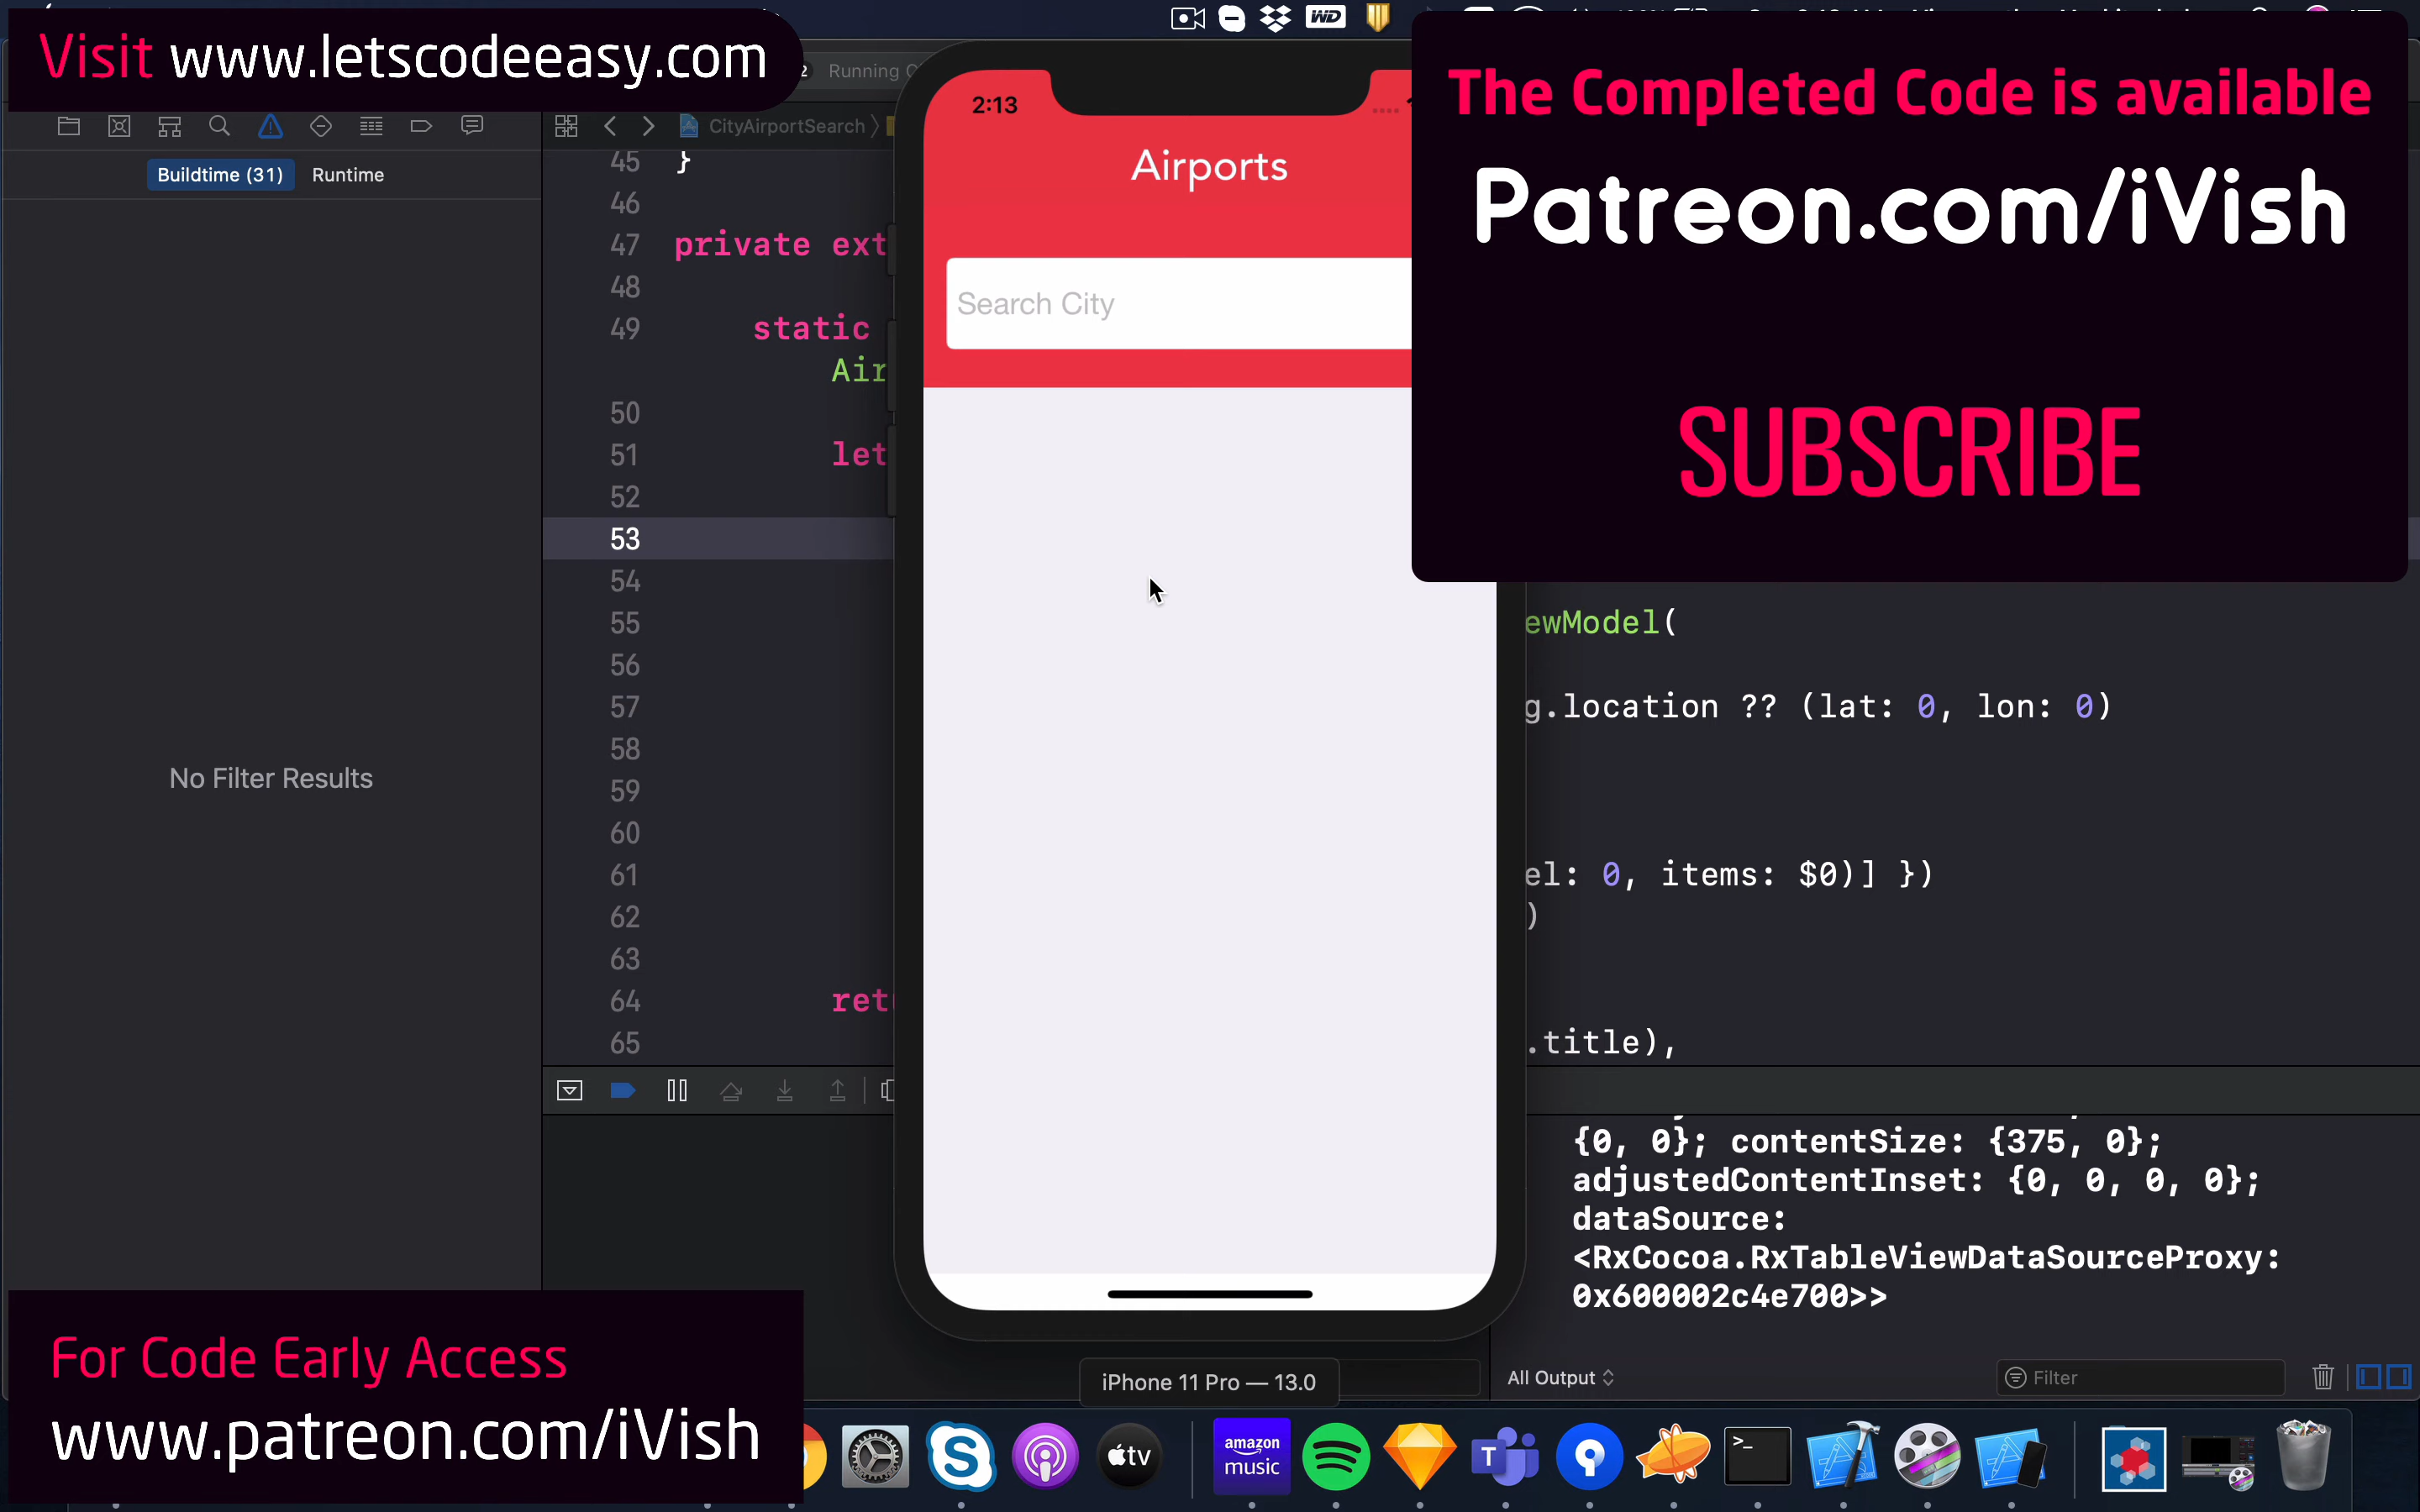 Visit www.letscodeeasy.com
The Completed Code is available
Patreon.com/iVish
SUBSCRIBE
Running
WD
CityAirportSearch
Buildtime (31) Runtime
No Filter Results
45 }
46
47 private ext
48
49 static
Air
50
51 let
52
53
54
55 ewModel(
56
57 g.location ?? (lat: 0, lon: 0)
58
59
60
61 el: 0, items: $0)] })
62 )
63
64 ret
65 .title),
2:13
Airports
Search City
{0, 0}; contentSize: {375, 0};
adjustedContentInset: {0, 0, 0, 0};
dataSource:
<RxCocoa.RxTableViewDataSourceProxy:
0x600002c4e700>>
All Output
Filter
iPhone 11 Pro — 13.0
For Code Early Access
www.patreon.com/iVish
tv
amazon
music